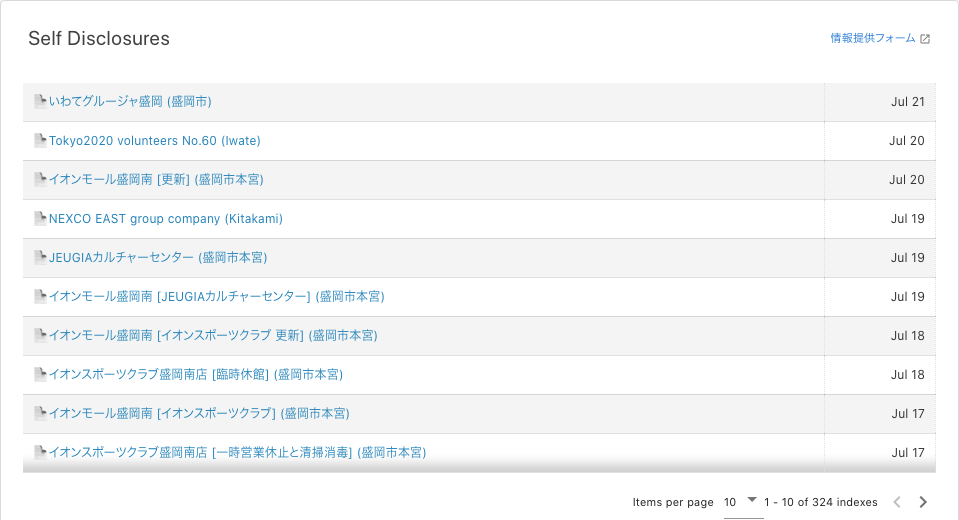 Self Disclosures
情報提供フォーム
いわてグルージャ盛岡 (盛岡市) Jul 21
Tokyo2020 volunteers No.60 (Iwate) Jul 20
イオンモール盛岡南 [更新] (盛岡市本宮) Jul 20
NEXCO EAST group company (Kitakami) Jul 19
JEUGIAカルチャーセンター (盛岡市本宮) Jul 19
イオンモール盛岡南 [JEUGIAカルチャーセンター] (盛岡市本宮) Jul 19
イオンモール盛岡南 [イオンスポーツクラブ 更新] (盛岡市本宮) Jul 18
イオンスポーツクラブ盛岡南店 [臨時休館] (盛岡市本宮) Jul 18
イオンモール盛岡南 [イオンスポーツクラブ] (盛岡市本宮) Jul 17
イオンスポーツクラブ盛岡南店 [一時営業休止と清掃消毒] (盛岡市本宮) Jul 17
Items per page 10 1 - 10 of 324 indexes